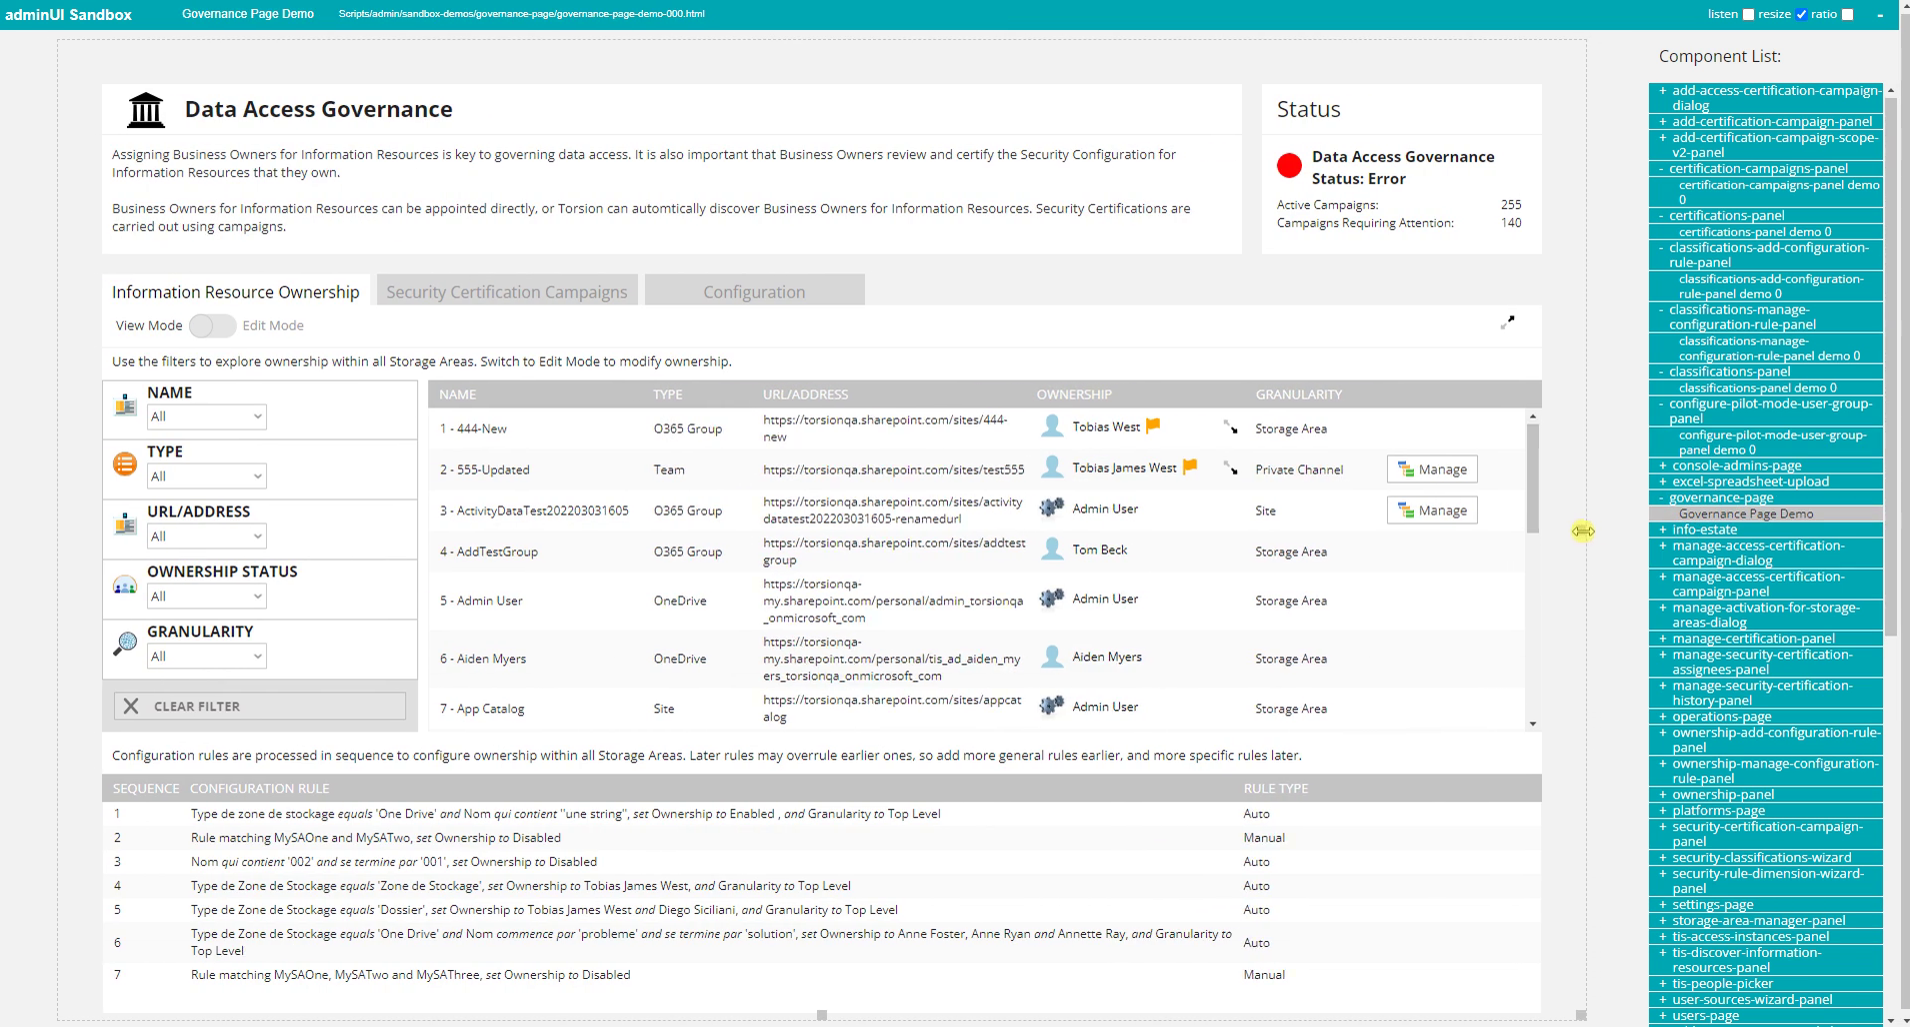 adminUI Sandbox
Governance Page Demo
Scripts/admin/sandbox-demos/governance-page/governance-page-demo-000.html
listen resize ratio -
Data Access Governance
Assigning Business Owners for Information Resources is key to governing data access. It is also important that Business Owners review and certify the Security Configuration for
Information Resources that they own.
Business Owners for Information Resources can be appointed directly, or Torsion can automtically discover Business Owners for Information Resources. Security Certifications are
carried out using campaigns.
Status
Data Access Governance
Status: Error
Active Campaigns: 255
Campaigns Requiring Attention: 140
Information Resource Ownership
Security Certification Campaigns
Configuration
View Mode Edit Mode
Use the filters to explore ownership within all Storage Areas. Switch to Edit Mode to modify ownership.
NAME
All
TYPE
All
URL/ADDRESS
All
OWNERSHIP STATUS
All
GRANULARITY
All
CLEAR FILTER
NAME TYPE URL/ADDRESS OWNERSHIP GRANULARITY
1 - 444-New O365 Group https://torsionqa.sharepoint.com/sites/444-
new
Tobias West Storage Area
2 - 555-Updated Team https://torsionqa.sharepoint.com/sites/test555 Tobias James West Private Channel Manage
3 - ActivityDataTest202203031605 O365 Group https://torsionqa.sharepoint.com/sites/activity
datatest202203031605-renamedurl
Admin User Site Manage
4 - AddTestGroup O365 Group https://torsionqa.sharepoint.com/sites/addtest
group
Tom Beck Storage Area
5 - Admin User OneDrive https://torsionqa-
my.sharepoint.com/personal/admin_torsionqa
_onmicrosoft_com
Admin User Storage Area
6 - Aiden Myers OneDrive https://torsionqa-
my.sharepoint.com/personal/tis_ad_aiden_my
ers_torsionqa_onmicrosoft_com
Aiden Myers Storage Area
7 - App Catalog Site https://torsionqa.sharepoint.com/sites/appcat
alog
Admin User Storage Area
Configuration rules are processed in sequence to configure ownership within all Storage Areas. Later rules may overrule earlier ones, so add more general rules earlier, and more specific rules later.
SEQUENCE CONFIGURATION RULE RULE TYPE
1 Type de zone de stockage equals 'One Drive' and Nom qui contient ''une string'', set Ownership to Enabled , and Granularity to Top Level Auto
2 Rule matching MySAOne and MySATwo, set Ownership to Disabled Manual
3 Nom qui contient '002' and se termine par '001', set Ownership to Disabled Auto
4 Type de Zone de Stockage equals 'Zone de Stockage', set Ownership to Tobias James West, and Granularity to Top Level Auto
5 Type de Zone de Stockage equals 'Dossier', set Ownership to Tobias James West and Diego Siciliani, and Granularity to Top Level Auto
6 Type de Zone de Stockage equals 'One Drive' and Nom commence par 'probleme' and se termine par 'solution', set Ownership to Anne Foster, Anne Ryan and Annette Ray, and Granularity to
Top Level
Auto
7 Rule matching MySAOne, MySATwo and MySAThree, set Ownership to Disabled Manual
Component List:
+ add-access-certification-campaign-
dialog
+ add-certification-campaign-panel
+ add-certification-campaign-scope-
v2-panel
- certification-campaigns-panel
certification-campaigns-panel demo
0
- certifications-panel
certifications-panel demo 0
- classifications-add-configuration-
rule-panel
classifications-add-configuration-
rule-panel demo 0
- classifications-manage-
configuration-rule-panel
classifications-manage-
configuration-rule-panel demo 0
- classifications-panel
classifications-panel demo 0
- configure-pilot-mode-user-group-
panel
configure-pilot-mode-user-group-
panel demo 0
+ console-admins-page
+ excel-spreadsheet-upload
- governance-page
Governance Page Demo
+ info-estate
+ manage-access-certification-
campaign-dialog
+ manage-access-certification-
campaign-panel
+ manage-activation-for-storage-
areas-dialog
+ manage-certification-panel
+ manage-security-certification-
assignees-panel
+ manage-security-certification-
history-panel
+ operations-page
+ ownership-add-configuration-rule-
panel
+ ownership-manage-configuration-
rule-panel
+ ownership-panel
+ platforms-page
+ security-certification-campaign-
panel
+ security-classifications-wizard
+ security-rule-dimension-wizard-
panel
+ settings-page
+ storage-area-manager-panel
+ tis-access-instances-panel
+ tis-discover-information-
resources-panel
+ tis-people-picker
+ user-sources-wizard-panel
+ users-page